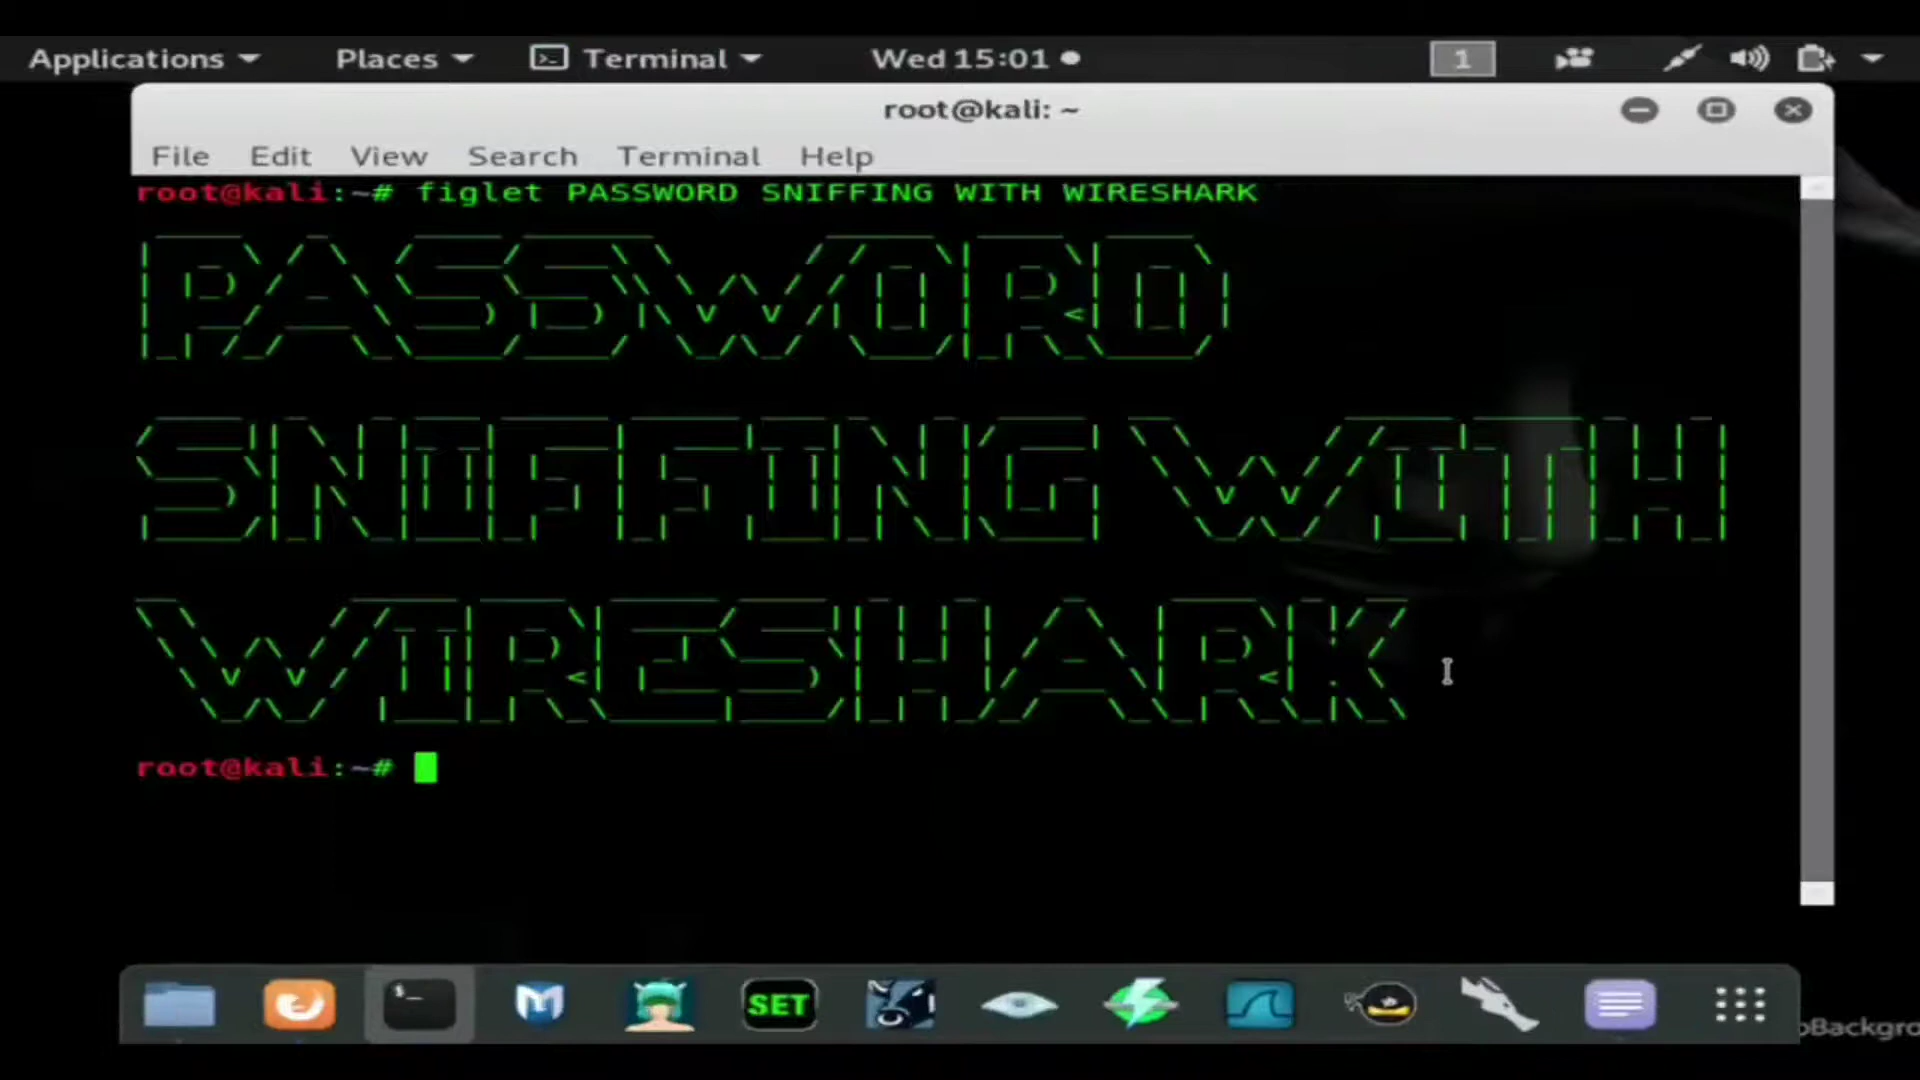 Applications Places Terminal Wed 15:01 1
root@kali: ~
File Edit View Search Terminal Help
root@kali:~# figlet PASSWORD SNIFFING WITH WIRESHARK
PASSWORD
SNIFFING WITH
WIRESHARK
root@kali:~#
SET